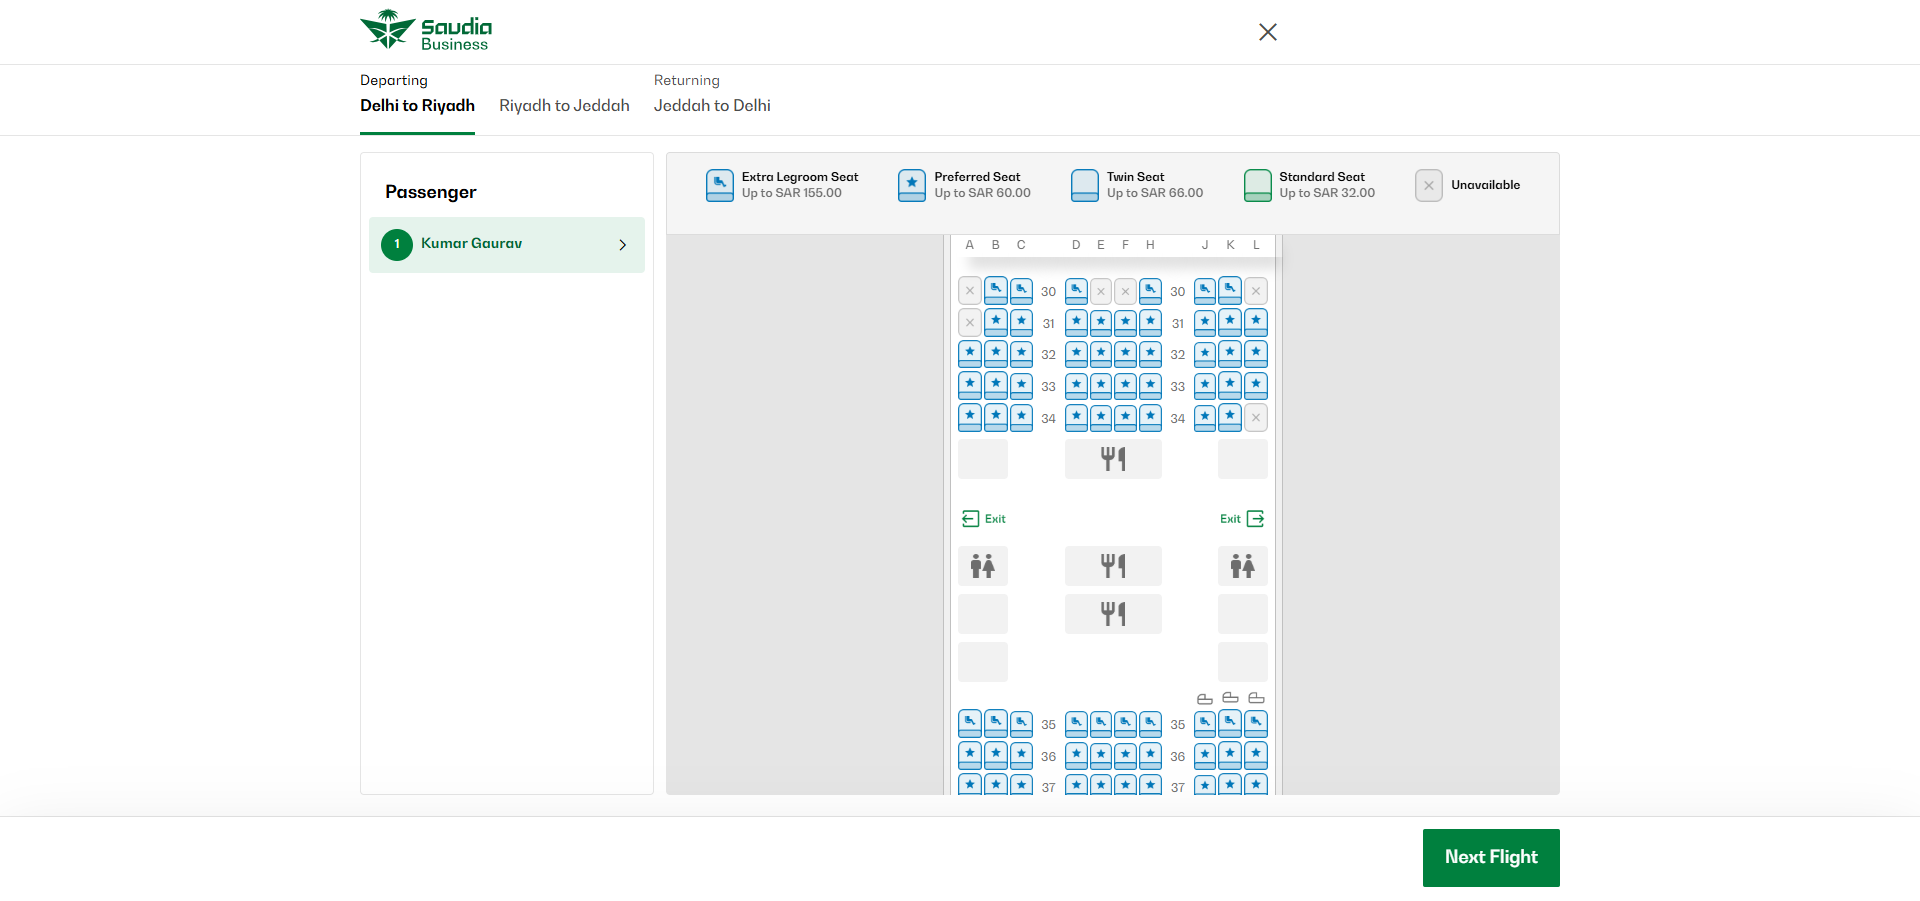 Saudia
Business
Departing
Returning
Delhi to Riyadh
Riyadh to Jeddah
Jeddah to Delhi
Passenger
1
Kumar Gaurav
Extra Legroom Seat
Up to SAR 155.00
Preferred Seat
Up to SAR 60.00
Twin Seat
Up to SAR 66.00
Standard Seat
Up to SAR 32.00
Unavailable
A B C D E F H J K L
30 30
31 31
32 32
33 33
34 34
Exit Exit
35 35
36 36
37 37
Next Flight